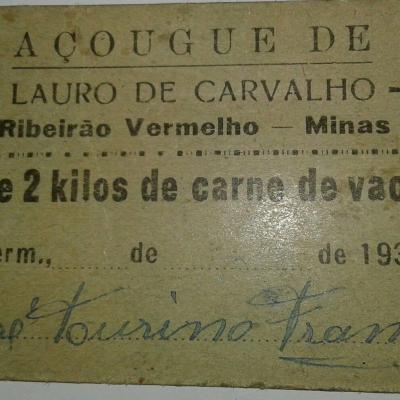 AÇOUGUE DE
LAURO DE CARVALHO –
Ribeirão Vermelho — Minas
e 2 kilos de carne de vac
erm., de de 193
Turino Fran